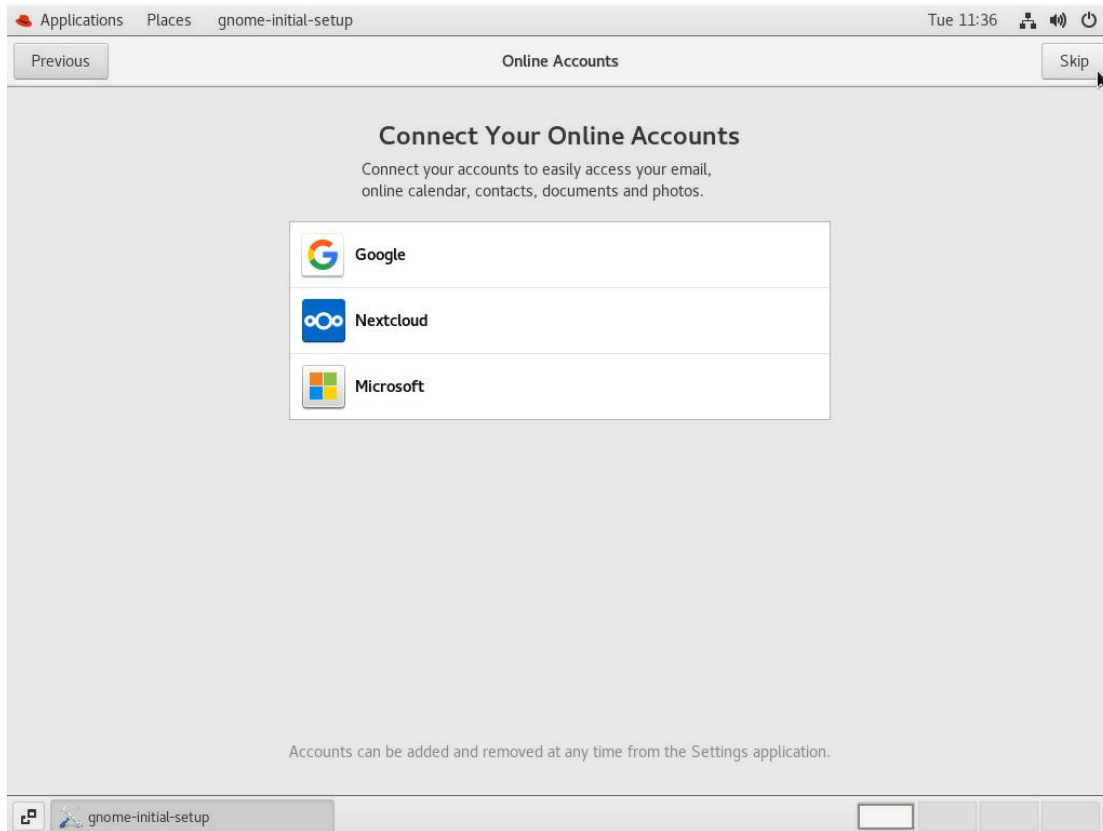 Applications Places gnome-initial-setup Tue 11:36
Previous Online Accounts Skip
Connect Your Online Accounts
Connect your accounts to easily access your email,
online calendar, contacts, documents and photos.
Google
Nextcloud
Microsoft
Accounts can be added and removed at any time from the Settings application.
gnome-initial-setup